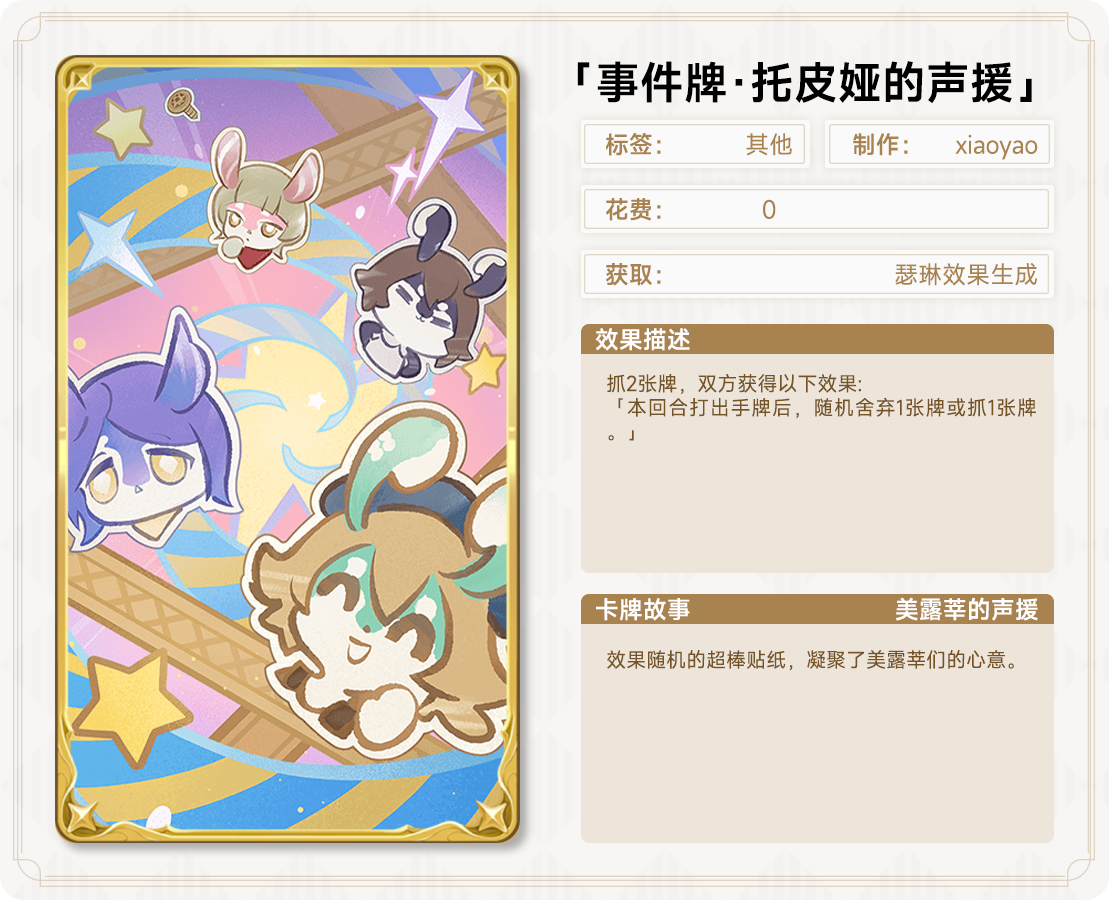 「事件牌·托皮娅的声援」
标签： 其他 制作： xiaoyao
花费： 0
获取： 瑟琳效果生成
效果描述
抓2张牌，双方获得以下效果:
「本回合打出手牌后，随机舍弃1张牌或抓1张牌
。」
卡牌故事 美露莘的声援
效果随机的超棒贴纸，凝聚了美露莘们的心意。